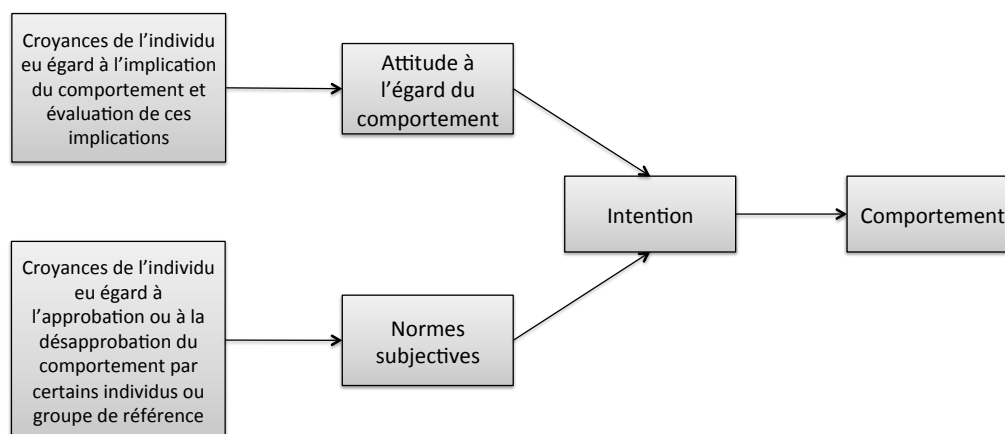 Croyances de l'individu
eu égard à l'implication
du comportement et
évaluation de ces
implications
Attitude à
l'égard du
comportement
Intention
Comportement
Croyances de l'individu
eu égard à
l'approbation ou à la
désapprobation du
comportement par
certains individus ou
groupe de référence
Normes
subjectives